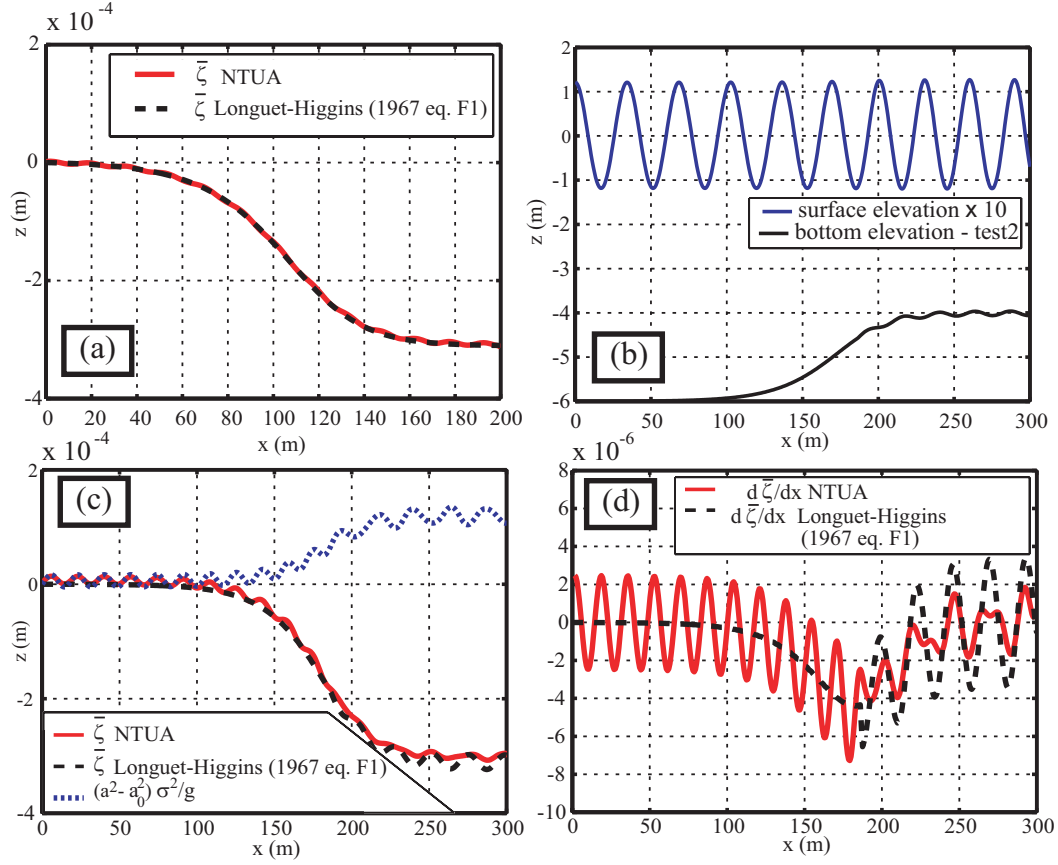 x 10 -4
2
0
-2
-4
z (m)
ζ̄ NTUA
ζ̄ Longuet-Higgins (1967 eq. F1)
(a)
0 20 40 60 80 100 120 140 160 180 200
x (m)
2
1
0
-1
-2
-3
-4
-5
-6
z (m)
surface elevation x 10
bottom elevation - test2
(b)
0 50 100 150 200 250 300
x (m)
x 10 -4
2
0
-2
-4
z (m)
(c)
ζ̄ NTUA
ζ̄ Longuet-Higgins (1967 eq. F1)
(a²- a₀²) σ²/g
0 50 100 150 200 250 300
x (m)
x 10 -6
8
6
4
2
0
-2
-4
-6
-8
-10
(d)
d ζ̄/dx NTUA
d ζ̄/dx Longuet-Higgins
(1967 eq. F1)
0 50 100 150 200 250 300
x (m)